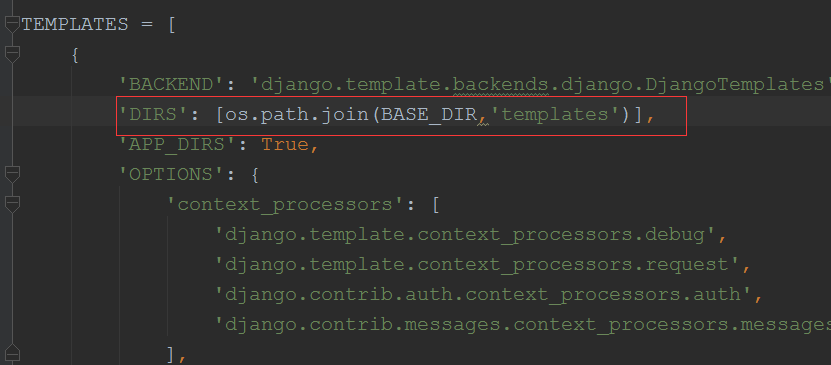 TEMPLATES = [
    {
        'BACKEND': 'django.template.backends.django.DjangoTemplates'
        'DIRS': [os.path.join(BASE_DIR,'templates')],
        'APP_DIRS': True,
        'OPTIONS': {
            'context_processors': [
                'django.template.context_processors.debug',
                'django.template.context_processors.request',
                'django.contrib.auth.context_processors.auth',
                'django.contrib.messages.context_processors.messages
            ],